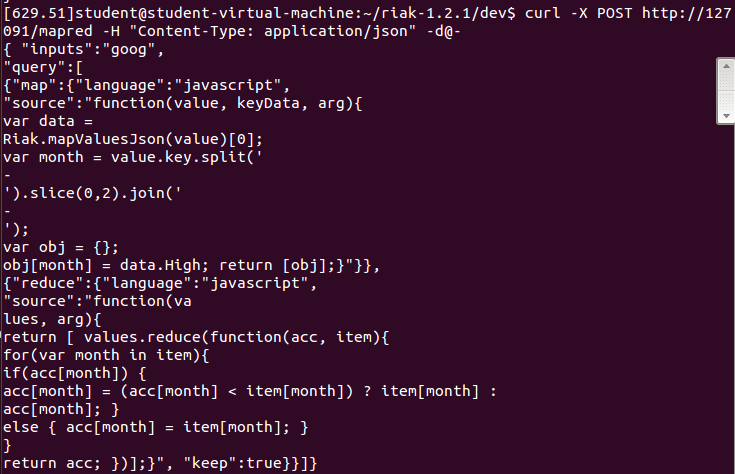 [629.51]student@student-virtual-machine:~/riak-1.2.1/dev$ curl -X POST http://127
091/mapred -H "Content-Type: application/json" -d@-
{ "inputs":"goog",
"query":[
{"map":{"language":"javascript",
"source":"function(value, keyData, arg){
var data =
Riak.mapValuesJson(value)[0];
var month = value.key.split('
-
').slice(0,2).join('
-
');
var obj = {};
obj[month] = data.High; return [obj];}"}},
{"reduce":{"language":"javascript",
"source":"function(va
lues, arg){
return [ values.reduce(function(acc, item){
for(var month in item){
if(acc[month]) {
acc[month] = (acc[month] < item[month]) ? item[month] :
acc[month]; }
else { acc[month] = item[month]; }
}
return acc; })];}", "keep":true}}]}